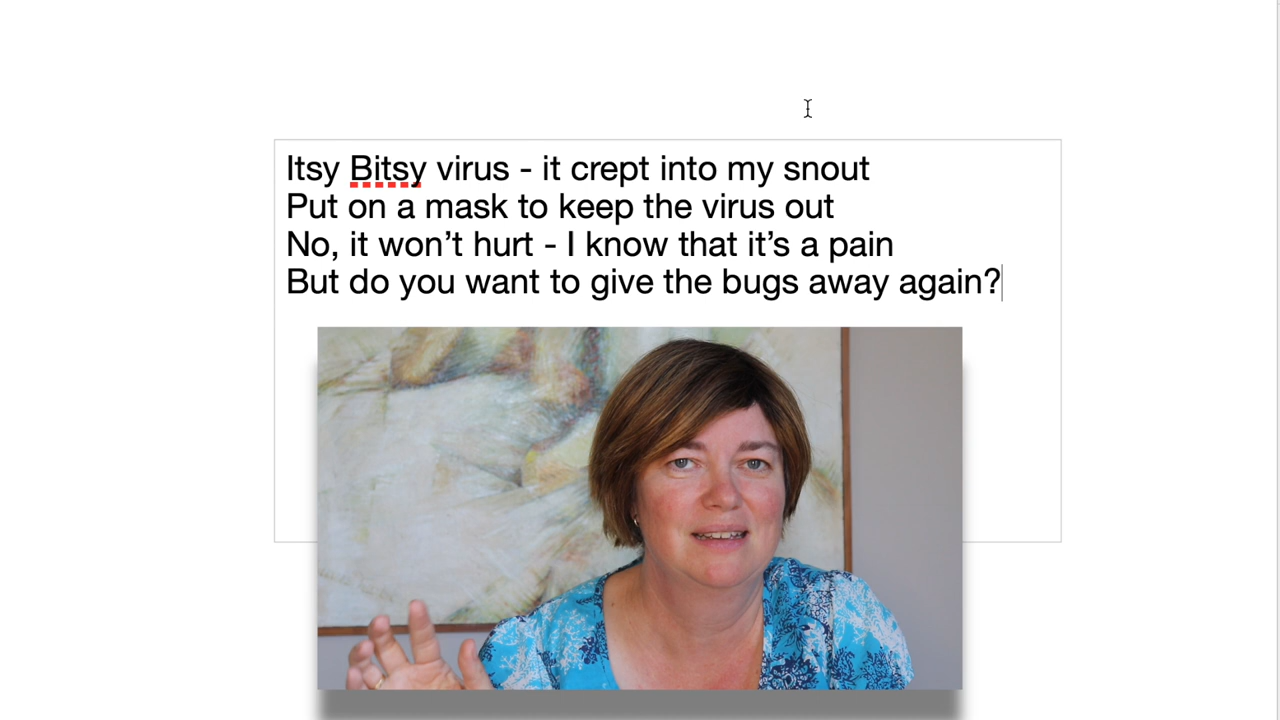 Itsy Bitsy virus - it crept into my snout
Put on a mask to keep the virus out
No, it won’t hurt - I know that it’s a pain
But do you want to give the bugs away again?